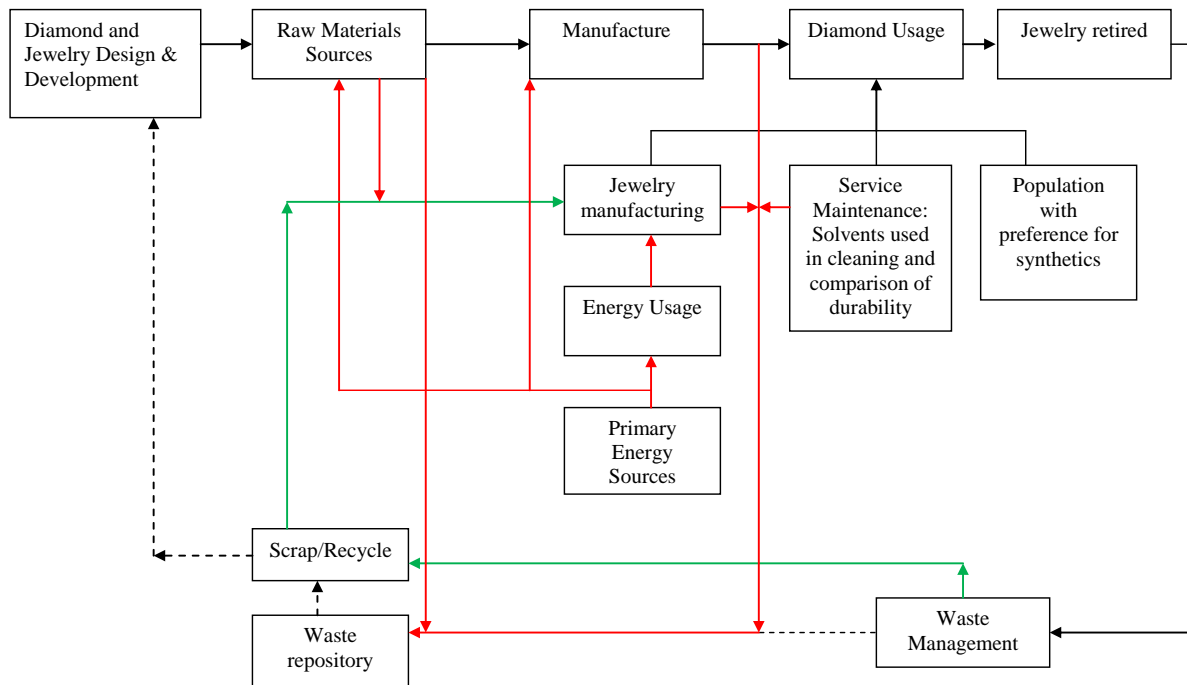 Diamond and
Jewelry Design &
Development
Raw Materials
Sources
Manufacture
Diamond Usage
Jewelry retired
Jewelry
manufacturing
Service
Maintenance:
Solvents used
in cleaning and
comparison of
durability
Population
with
preference for
synthetics
Energy Usage
Primary
Energy
Sources
Scrap/Recycle
Waste
repository
Waste
Management